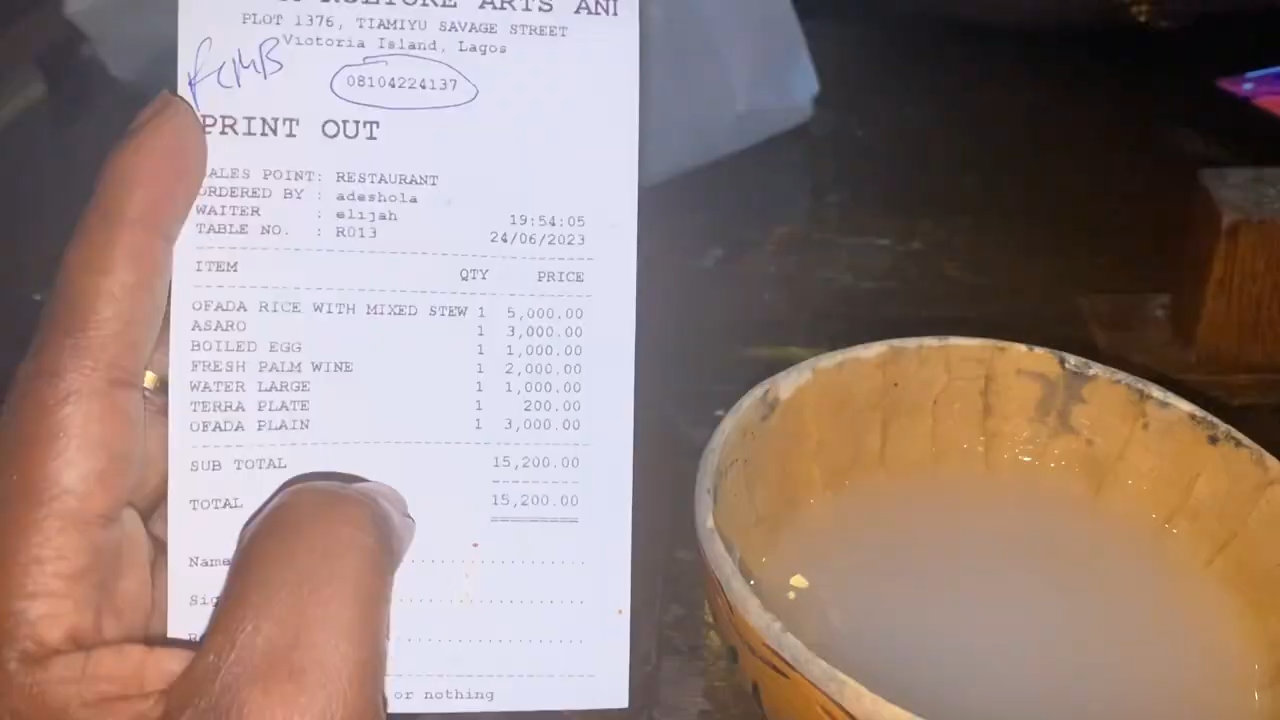 ARTS ANI
PLOT 1376, TIAMIYU SAVAGE STREET
Victoria Island, Lagos
FCMB
08104224137
PRINT OUT
ALES POINT: RESTAURANT
ORDERED BY : adeshola
WAITER : elijah 19:54:05
TABLE NO. : R013 24/06/2023
ITEM QTY PRICE
OFADA RICE WITH MIXED STEW 1 5,000.00
ASARO 1 3,000.00
BOILED EGG 1 1,000.00
FRESH PALM WINE 1 2,000.00
WATER LARGE 1 1,000.00
TERRA PLATE 1 200.00
OFADA PLAIN 1 3,000.00
SUB TOTAL 15,200.00
TOTAL 15,200.00
Name
Sig
or nothing